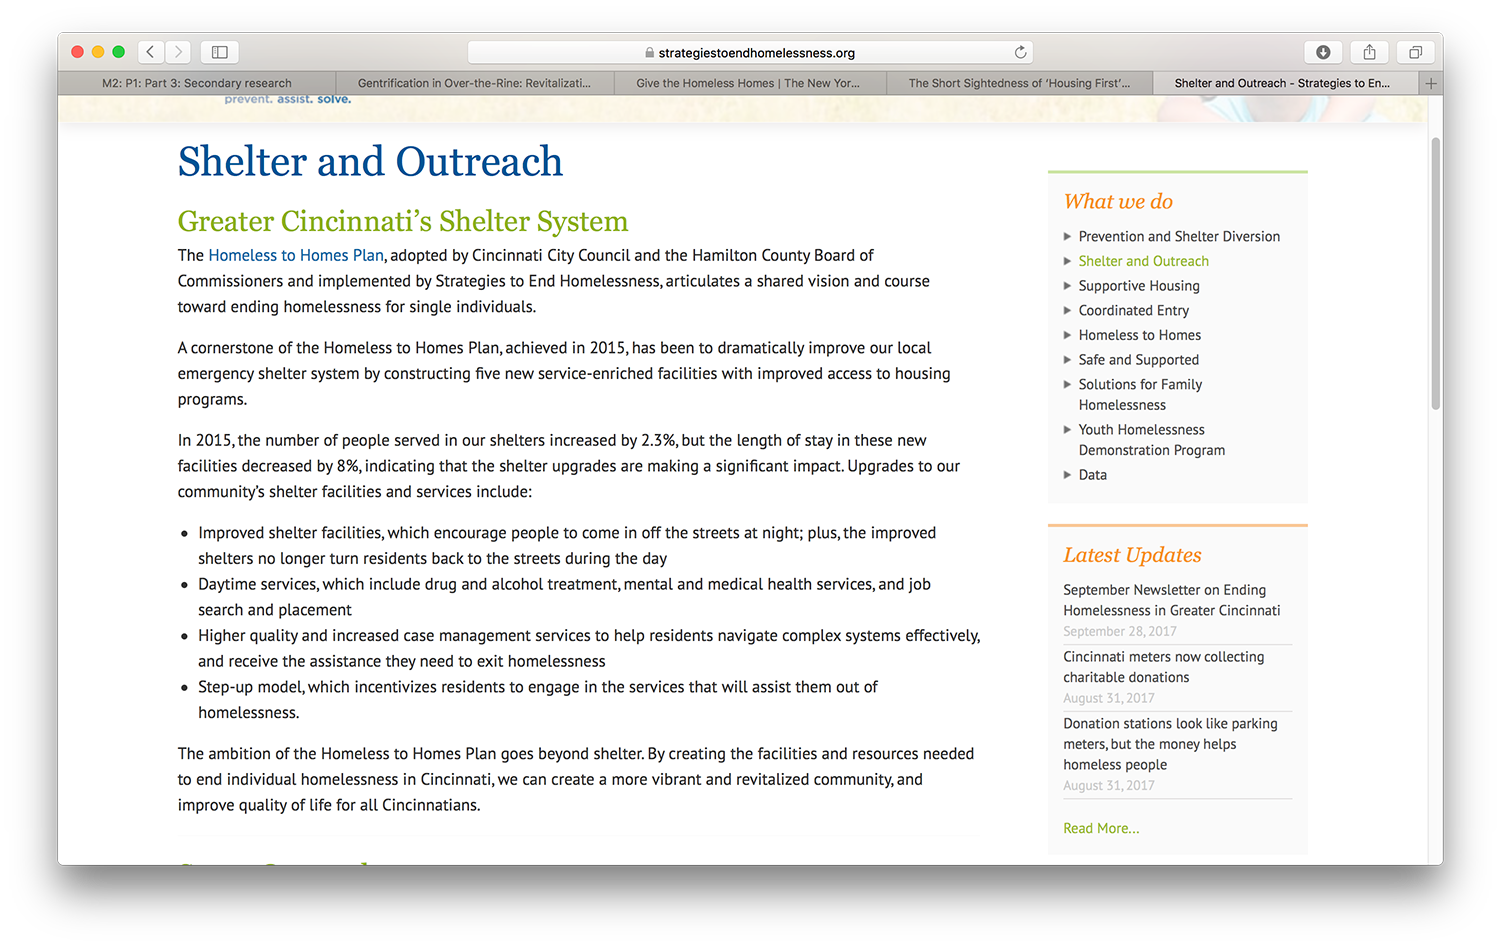 strategiestoendhomelessness.org
M2: P1: Part 3: Secondary research
Gentrification in Over-the-Rine: Revitalizati...
Give the Homeless Homes | The New Yor...
The Short Sightedness of ‘Housing First’...
Shelter and Outreach - Strategies to En...
prevent. assist. solve.
Shelter and Outreach
Greater Cincinnati’s Shelter System
The Homeless to Homes Plan, adopted by Cincinnati City Council and the Hamilton County Board of
Commissioners and implemented by Strategies to End Homelessness, articulates a shared vision and course
toward ending homelessness for single individuals.
A cornerstone of the Homeless to Homes Plan, achieved in 2015, has been to dramatically improve our local
emergency shelter system by constructing five new service-enriched facilities with improved access to housing
programs.
In 2015, the number of people served in our shelters increased by 2.3%, but the length of stay in these new
facilities decreased by 8%, indicating that the shelter upgrades are making a significant impact. Upgrades to our
community’s shelter facilities and services include:
Improved shelter facilities, which encourage people to come in off the streets at night; plus, the improved
shelters no longer turn residents back to the streets during the day
Daytime services, which include drug and alcohol treatment, mental and medical health services, and job
search and placement
Higher quality and increased case management services to help residents navigate complex systems effectively,
and receive the assistance they need to exit homelessness
Step-up model, which incentivizes residents to engage in the services that will assist them out of
homelessness.
The ambition of the Homeless to Homes Plan goes beyond shelter. By creating the facilities and resources needed
to end individual homelessness in Cincinnati, we can create a more vibrant and revitalized community, and
improve quality of life for all Cincinnatians.
What we do
Prevention and Shelter Diversion
Shelter and Outreach
Supportive Housing
Coordinated Entry
Homeless to Homes
Safe and Supported
Solutions for Family
Homelessness
Youth Homelessness
Demonstration Program
Data
Latest Updates
September Newsletter on Ending
Homelessness in Greater Cincinnati
September 28, 2017
Cincinnati meters now collecting
charitable donations
August 31, 2017
Donation stations look like parking
meters, but the money helps
homeless people
August 31, 2017
Read More...